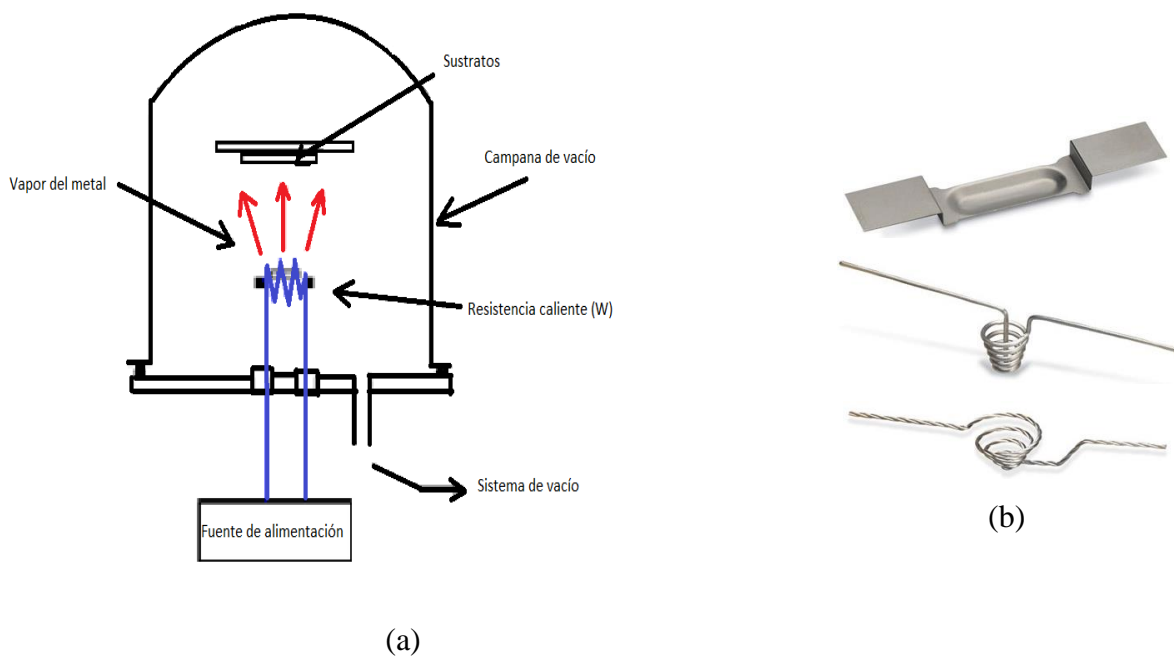 Sustratos
Campana de vacío
Vapor del metal
Resistencia caliente (W)
Sistema de vacío
Fuente de alimentación
(a)
(b)